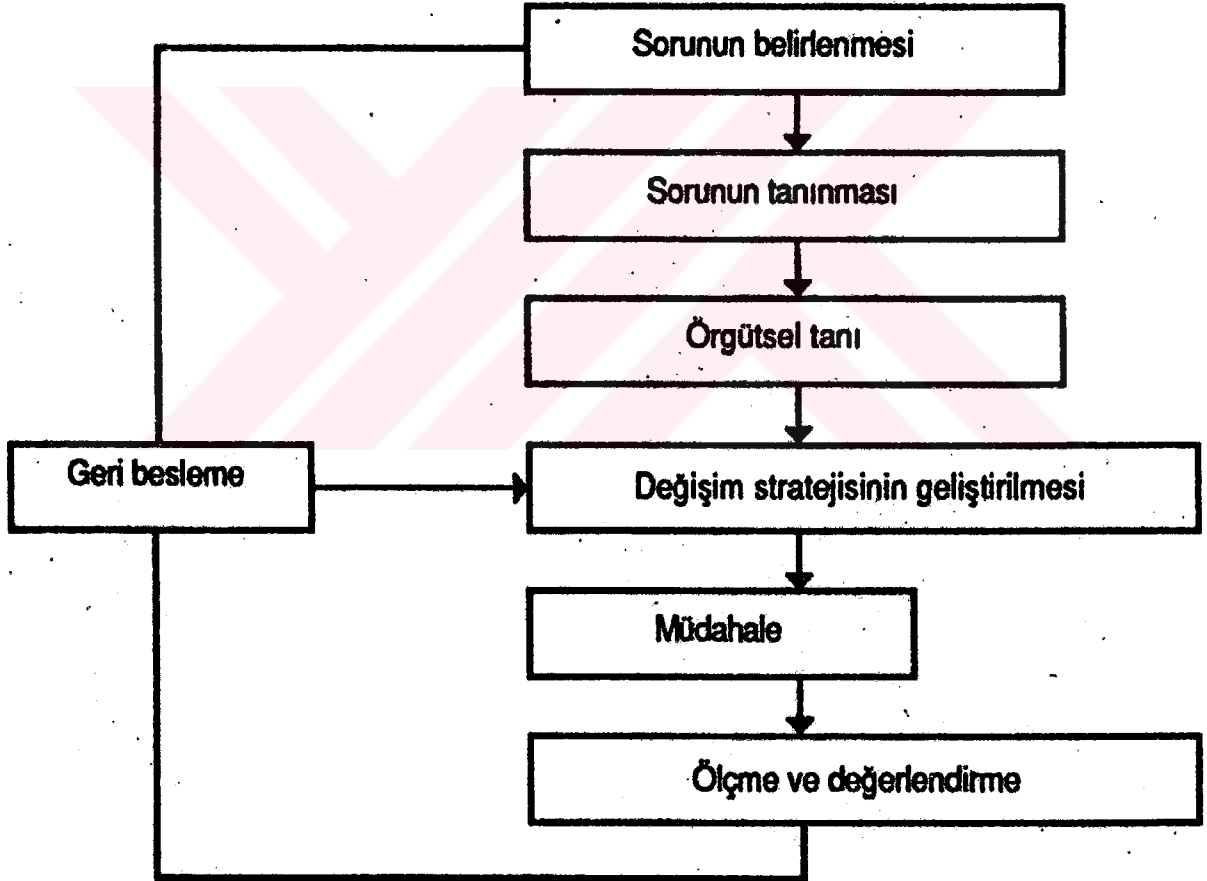 Sorunun belirlenmesi
Sorunun tanınması
Örgütsel tanı
Geri besleme
Değişim stratejisinin geliştirilmesi
Müdahale
Ölçme ve değerlendirme